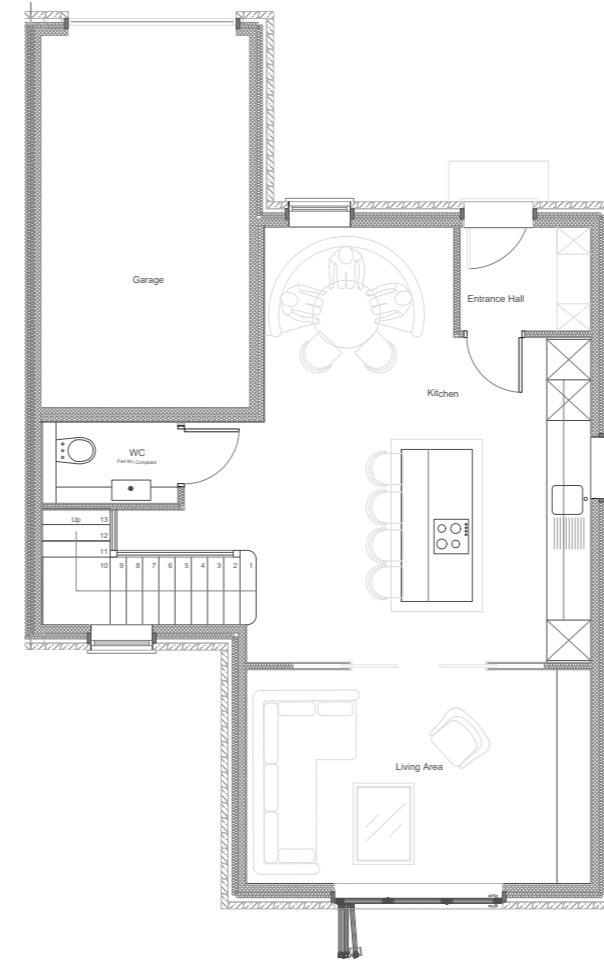 Garage
Entrance Hall
Kitchen
WC
Part M Compliant
Up 13
12
11
10 9 8 7 6 5 4 3 2 1
Living Area